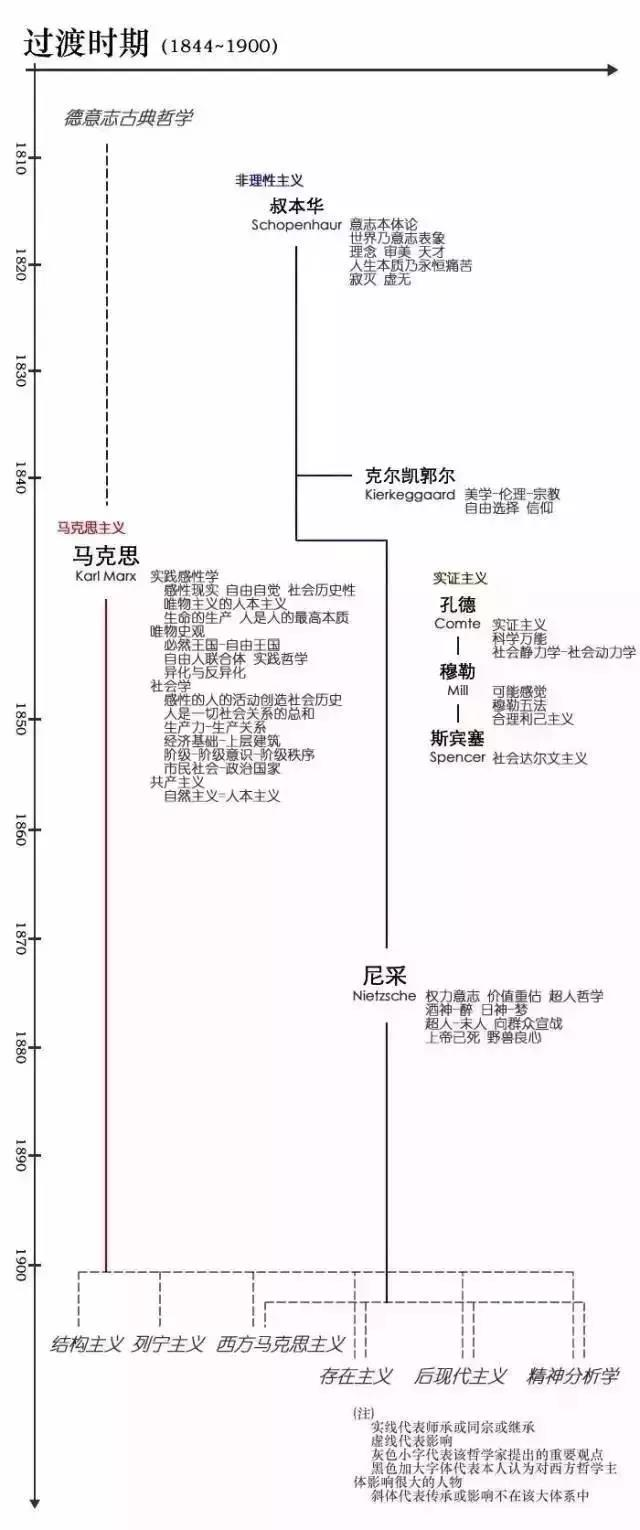 过渡时期 (1844~1900)
德意志古典哲学
1810
1820
1830
1840
1850
1860
1870
1880
1890
1900
非理性主义
叔本华
Schopenhaur
意志本体论
世界乃意志表象
理念 审美 天才
人生本质乃永恒痛苦
寂灭 虚无
克尔凯郭尔
Kierkeggaard
美学-伦理-宗教
自由选择 信仰
马克思主义
马克思
Karl Marx
实践感性学
感性现实 自由自觉 社会历史性
唯物主义的人本主义
生命的生产 人是人的最高本质
唯物史观
必然王国-自由王国
自由人联合体 实践哲学
异化与反异化
社会学
感性的人的活动创造社会历史
人是一切社会关系的总和
生产力-生产关系
经济基础-上层建筑
阶级-阶级意识-阶级秩序
市民社会-政治国家
共产主义
自然主义=人本主义
实证主义
孔德
Comte
实证主义
科学万能
社会静力学-社会动力学
穆勒
Mill
可能感觉
穆勒五法
合理利己主义
斯宾塞
Spencer
社会达尔文主义
尼采
Nietzsche
权力意志 价值重估 超人哲学
酒神-醉 日神-梦
超人-末人 向群众宣战
上帝已死 野兽良心
结构主义
列宁主义
西方马克思主义
存在主义
后现代主义
精神分析学
(注)
实线代表师承或同宗或继承
虚线代表影响
灰色小字代表该哲学家提出的重要观点
黑色加大字体代表本人认为对西方哲学主
体影响很大的人物
斜体代表传承或影响不在该大体系中